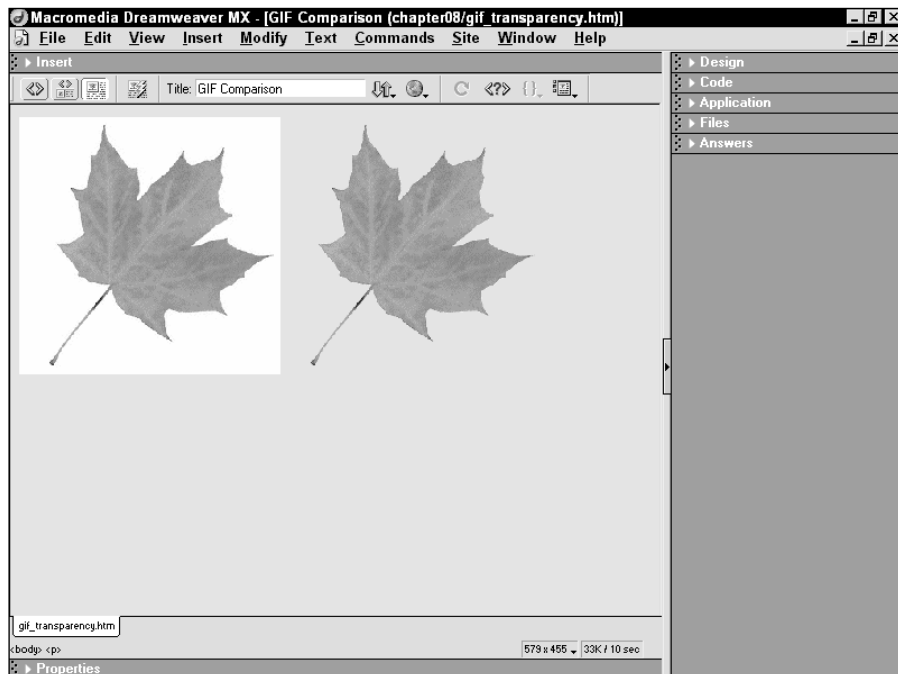 Macromedia Dreamweaver MX - [GIF Comparison (chapter08/gif_transparency.htm)]
File Edit View Insert Modify Text Commands Site Window Help
Insert
Title: GIF Comparison
Design
Code
Application
Files
Answers
gif_transparency.htm
<body> <p>
579 x 455
33K / 10 sec
Properties